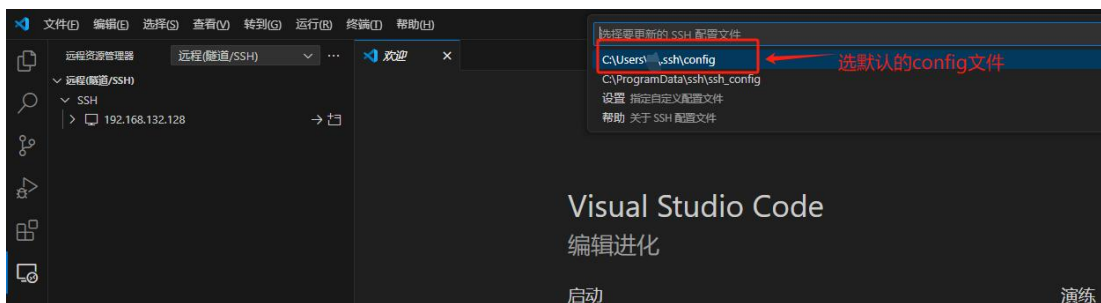 文件(F) 编辑(E) 选择(S) 查看(V) 转到(G) 运行(R) 终端(T) 帮助(H)
选择要更新的 SSH 配置文件
远程资源管理器 远程(隧道/SSH)
欢迎
C:\Users\ .ssh\config
选默认的config文件
远程(隧道/SSH)
C:\ProgramData\ssh\ssh_config
SSH
设置 指定自定义配置文件
192.168.132.128
帮助 关于 SSH 配置文件
Visual Studio Code
编辑进化
启动 演练